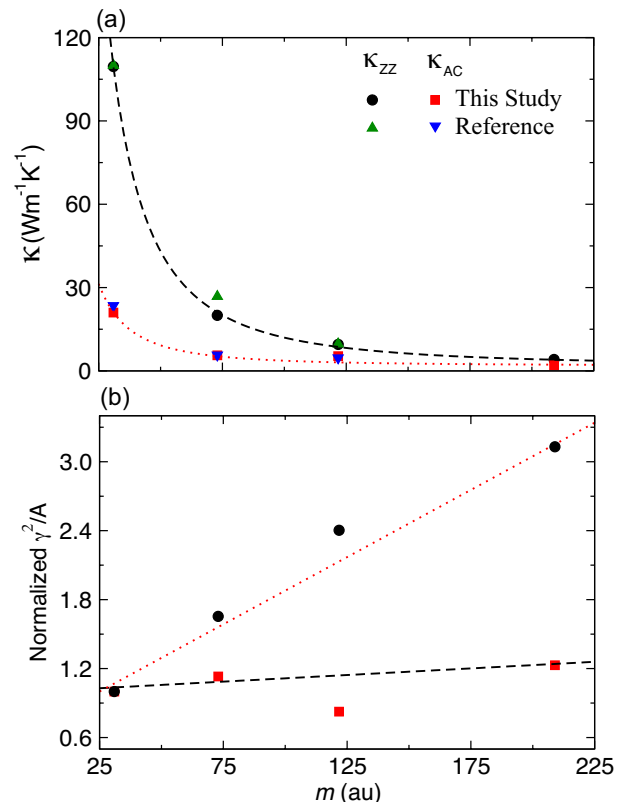 (a)
120
90
60
30
0
κ (Wm⁻¹K⁻¹)
κ_ZZ κ_AC
This Study
Reference
(b)
3.0
2.4
1.8
1.2
0.6
Normalized γ²/A
25 75 125 175 225
m (au)